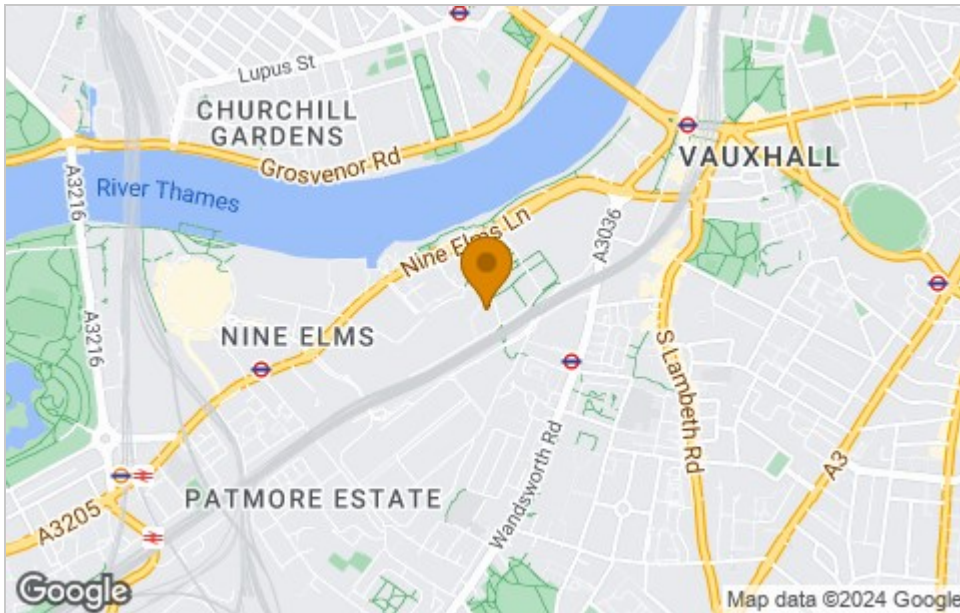 Lupus St
CHURCHILL
GARDENS
Grosvenor Rd
VAUXHALL
River Thames
A3216
A3036
Nine Elms Ln
A3216
NINE ELMS
S Lambeth Rd
Wandsworth Rd
A3
PATMORE ESTATE
A3205
Google
Map data ©2024 Google